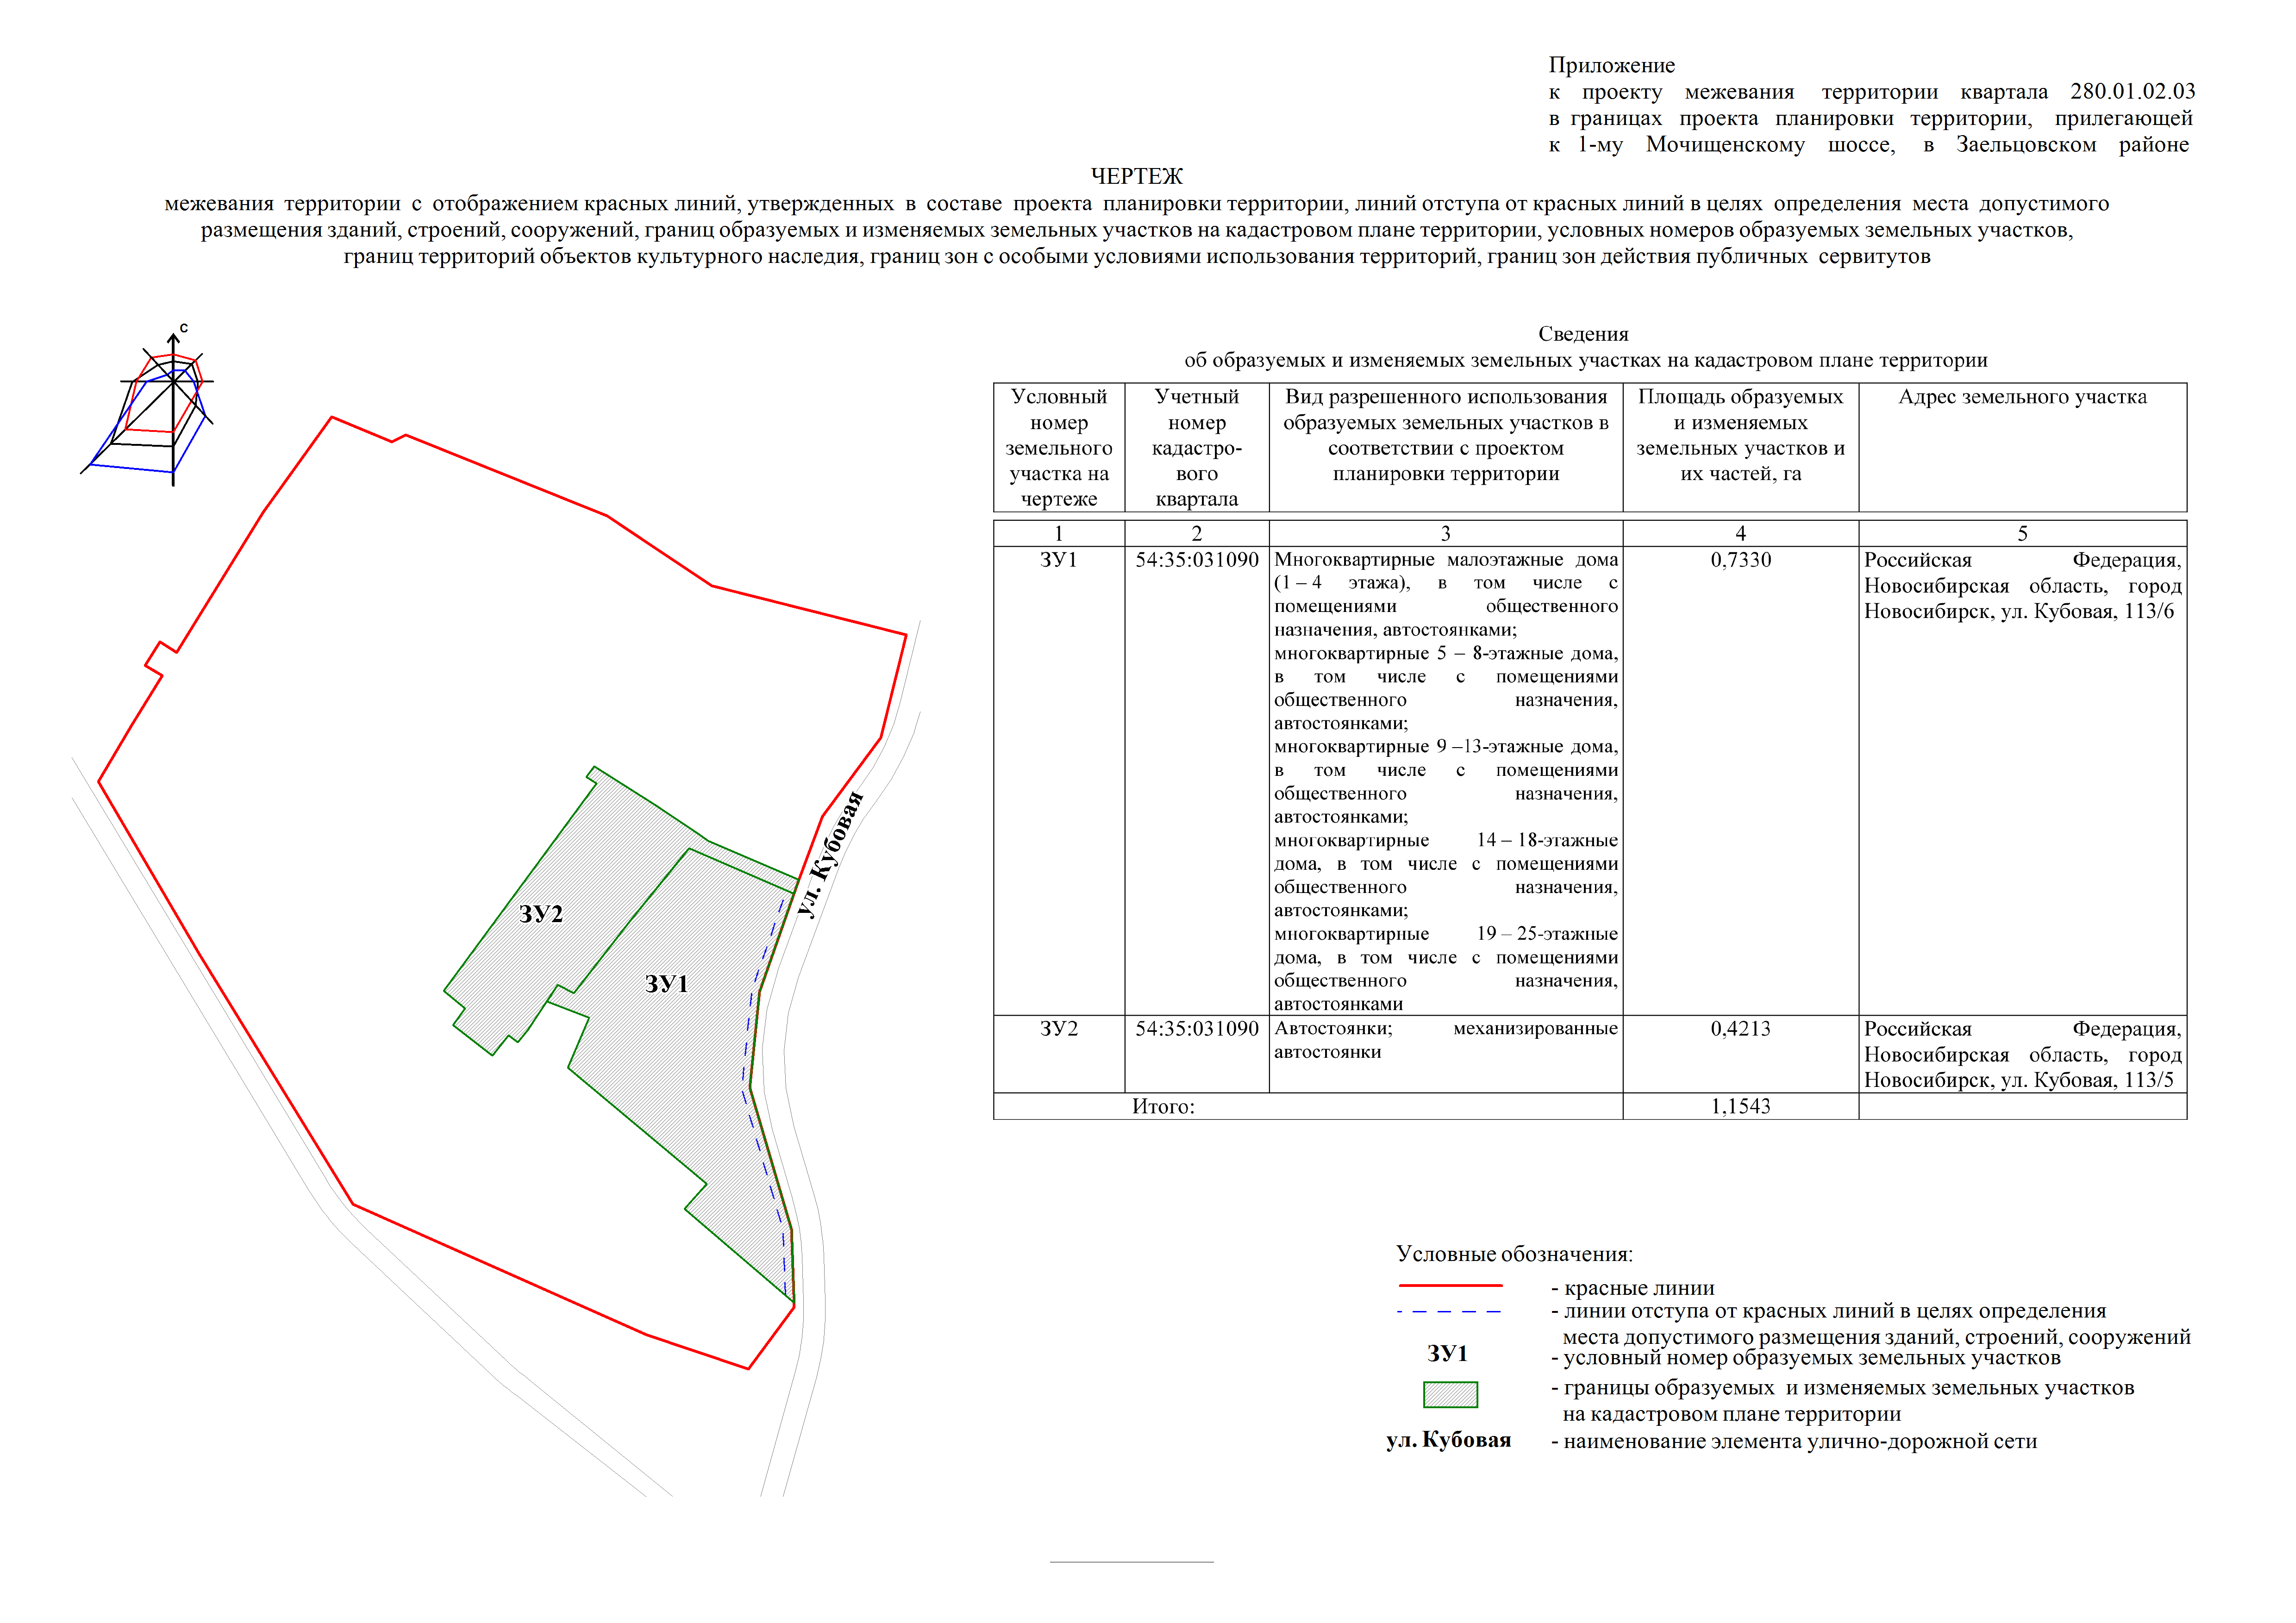 Приложение
к проекту межевания территории квартала 280.01.02.03
в границах проекта планировки территории, прилегающей
к 1-му Мочищенскому шоссе, в Заельцовском районе
ЧЕРТЕЖ
межевания территории с отображением красных линий, утвержденных в составе проекта планировки территории, линий отступа от красных линий в целях определения места допустимого
размещения зданий, строений, сооружений, границ образуемых и изменяемых земельных участков на кадастровом плане территории, условных номеров образуемых земельных участков,
границ территорий объектов культурного наследия, границ зон с особыми условиями использования территорий, границ зон действия публичных сервитутов
с
ул. Кубовая
ЗУ2
ЗУ1
Сведения
об образуемых и изменяемых земельных участках на кадастровом плане территории
Условный
номер
земельного
участка на
чертеже
Учетный
номер
кадастро-
вого
квартала
Вид разрешенного использования
образуемых земельных участков в
соответствии с проектом
планировки территории
Площадь образуемых
и изменяемых
земельных участков и
их частей, га
Адрес земельного участка
1
2
3
4
5
ЗУ1
54:35:031090
Многоквартирные малоэтажные дома
(1 – 4 этажа), в том числе с
помещениями общественного
назначения, автостоянками;
многоквартирные 5 – 8-этажные дома,
в том числе с помещениями
общественного назначения,
автостоянками;
многоквартирные 9 –13-этажные дома,
в том числе с помещениями
общественного назначения,
автостоянками;
многоквартирные 14 – 18-этажные
дома, в том числе с помещениями
общественного назначения,
автостоянками;
многоквартирные 19 – 25-этажные
дома, в том числе с помещениями
общественного назначения,
автостоянками
0,7330
Российская Федерация,
Новосибирская область, город
Новосибирск, ул. Кубовая, 113/6
ЗУ2
54:35:031090
Автостоянки; механизированные
автостоянки
0,4213
Российская Федерация,
Новосибирская область, город
Новосибирск, ул. Кубовая, 113/5
Итого:
1,1543
Условные обозначения:
- красные линии
- линии отступа от красных линий в целях определения
места допустимого размещения зданий, строений, сооружений
ЗУ1 - условный номер образуемых земельных участков
- границы образуемых и изменяемых земельных участков
на кадастровом плане территории
ул. Кубовая - наименование элемента улично-дорожной сети